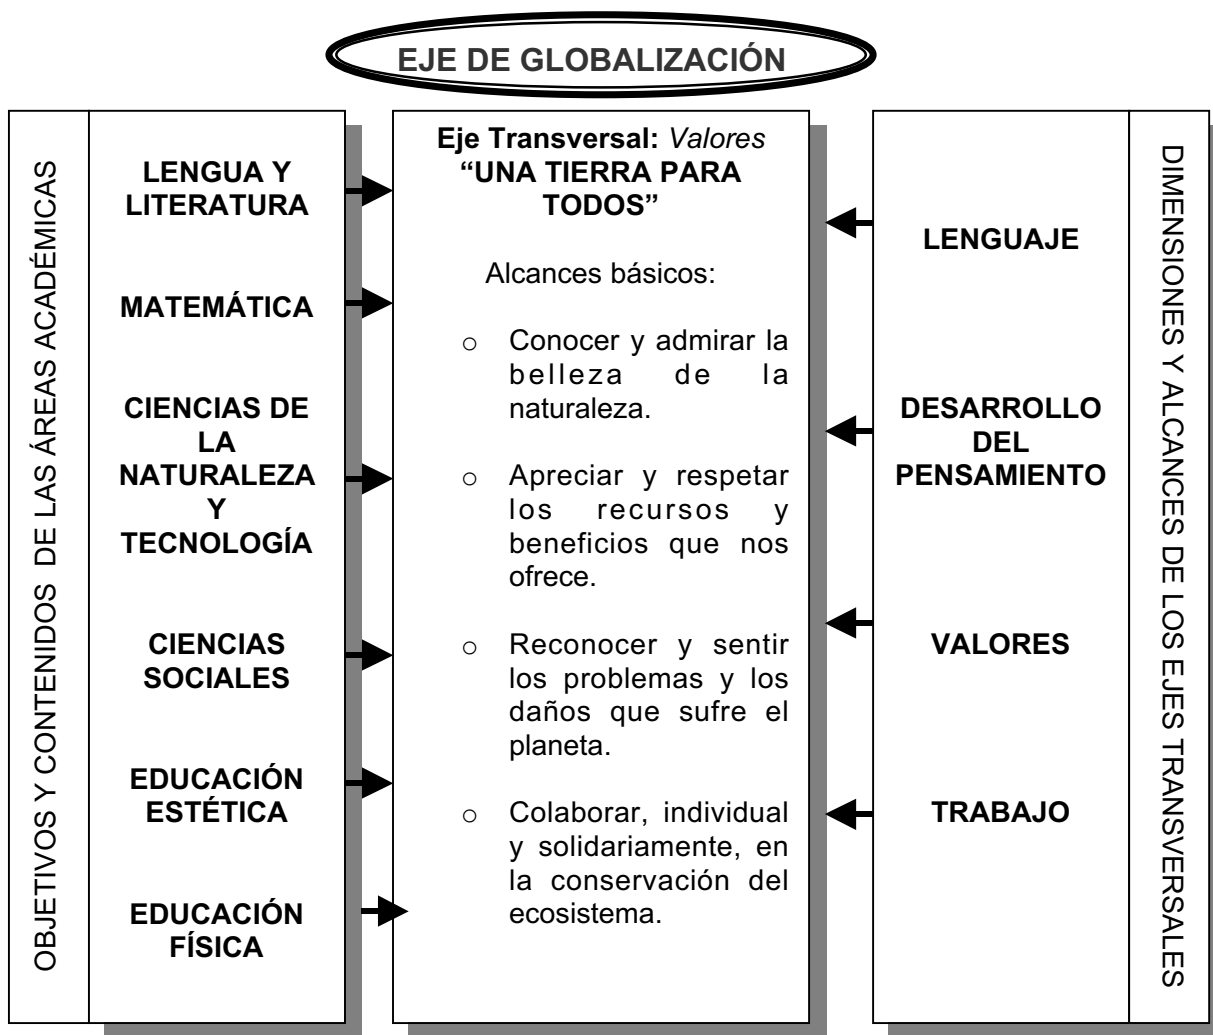 EJE DE GLOBALIZACIÓN
OBJETIVOS Y CONTENIDOS DE LAS ÁREAS ACADÉMICAS
LENGUA Y
LITERATURA
MATEMÁTICA
CIENCIAS DE
LA
NATURALEZA
Y
TECNOLOGÍA
CIENCIAS
SOCIALES
EDUCACIÓN
ESTÉTICA
EDUCACIÓN
FÍSICA
Eje Transversal: Valores
“UNA TIERRA PARA
TODOS”
Alcances básicos:
o Conocer y admirar la
belleza de la
naturaleza.
o Apreciar y respetar
los recursos y
beneficios que nos
ofrece.
o Reconocer y sentir
los problemas y los
daños que sufre el
planeta.
o Colaborar, individual
y solidariamente, en
la conservación del
ecosistema.
LENGUAJE
DESARROLLO
DEL
PENSAMIENTO
VALORES
TRABAJO
DIMENSIONES Y ALCANCES DE LOS EJES TRANSVERSALES